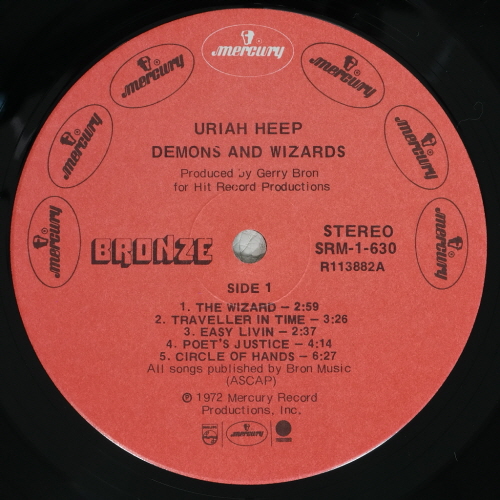 mercury
mercury
mercury
mercury
mercury
mercury
mercury
URIAH HEEP
DEMONS AND WIZARDS
Produced by Gerry Bron
for Hit Record Productions
BRONZE
STEREO
SRM-1-630
R113882A
SIDE 1
1. THE WIZARD – 2:59
2. TRAVELLER IN TIME – 3:26
3. EASY LIVIN – 2:37
4. POET'S JUSTICE – 4:14
5. CIRCLE OF HANDS – 6:27
All songs published by Bron Music
(ASCAP)
℗ 1972 Mercury Record
Productions, Inc.
mercury